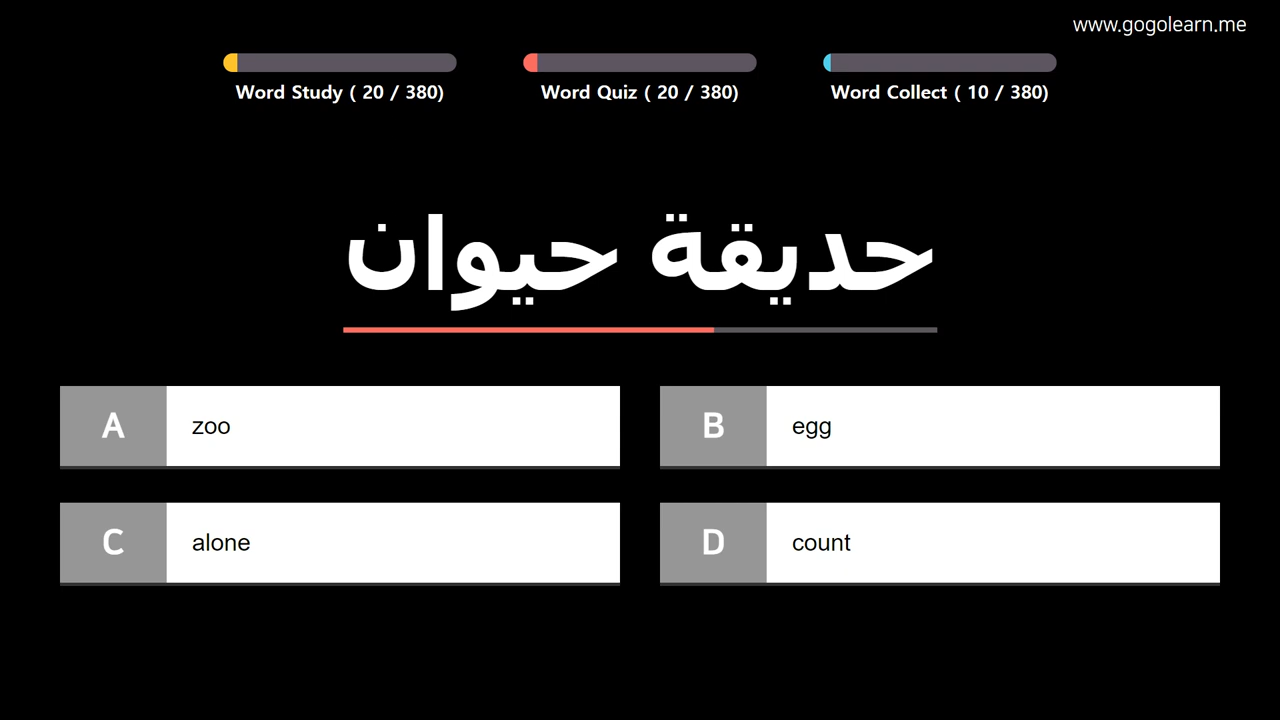 www.gogolearn.me
Word Study ( 20 / 380)
Word Quiz ( 20 / 380)
Word Collect ( 10 / 380)
حديقة حيوان
A zoo
B egg
C alone
D count